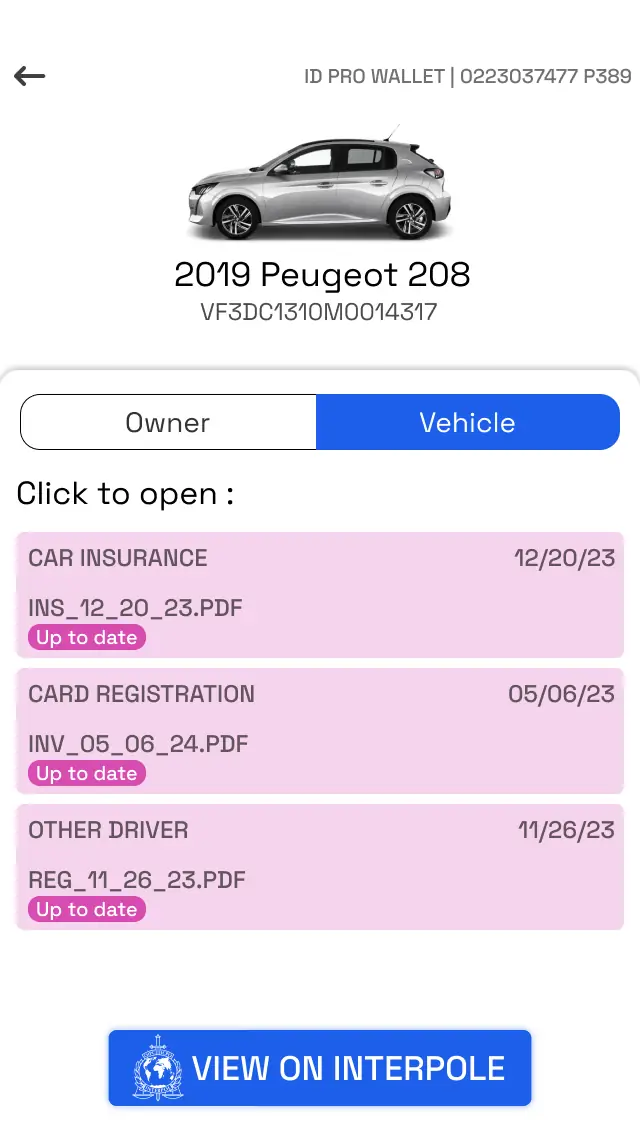 ID PRO WALLET | 0223037477 P389
2019 Peugeot 208
VF3DC1310M0014317
Owner
Vehicle
Click to open :
CAR INSURANCE 12/20/23
INS_12_20_23.PDF
Up to date
CARD REGISTRATION 05/06/23
INV_05_06_24.PDF
Up to date
OTHER DRIVER 11/26/23
REG_11_26_23.PDF
Up to date
VIEW ON INTERPOLE